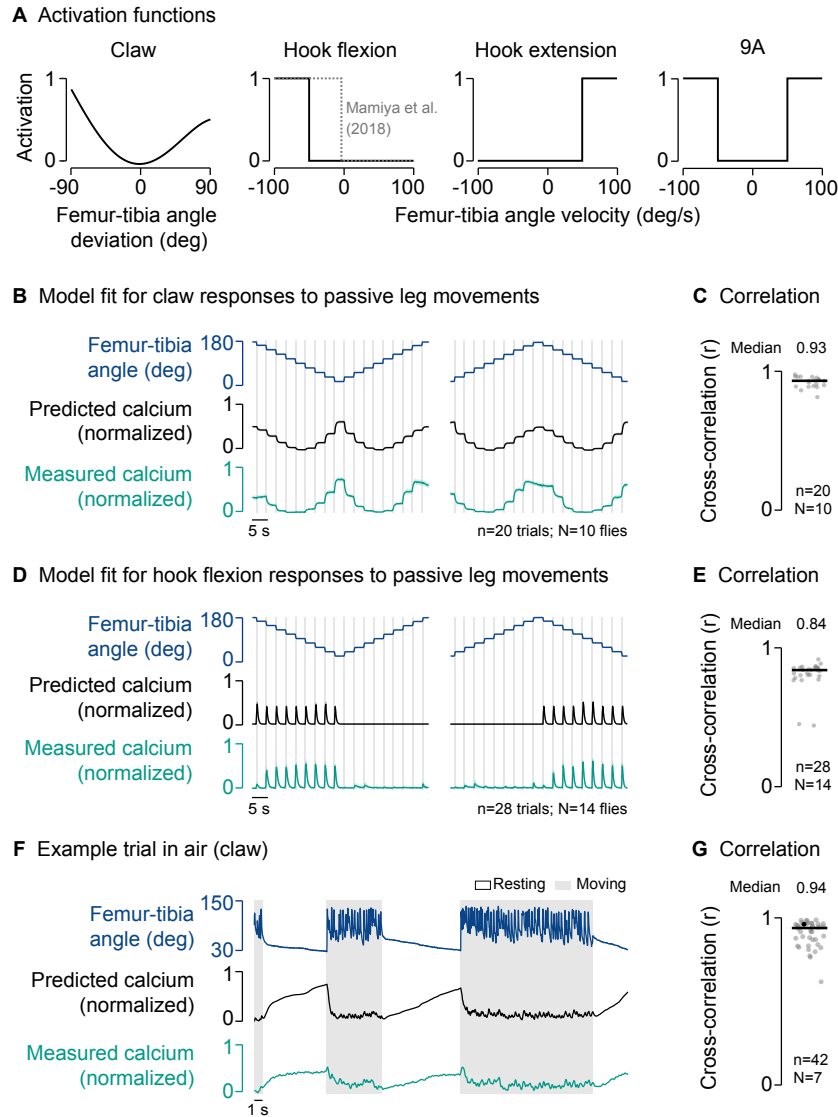 A Activation functions
Claw
Hook flexion
Hook extension
9A
Activation
1
0
-90
0
90
Femur-tibia angle
deviation (deg)
1
0
Mamiya et al.
(2018)
-100
0
100
1
0
-100
0
100
1
0
-100
0
100
Femur-tibia angle velocity (deg/s)
B Model fit for claw responses to passive leg movements
Femur-tibia
angle (deg)
180
0
Predicted calcium
(normalized)
1
0
Measured calcium
(normalized)
1
0
5 s
n=20 trials; N=10 flies
C Correlation
Median 0.93
Cross-correlation (r)
1
0
n=20
N=10
D Model fit for hook flexion responses to passive leg movements
Femur-tibia
angle (deg)
180
0
Predicted calcium
(normalized)
1
0
Measured calcium
(normalized)
1
0
5 s
n=28 trials; N=14 flies
E Correlation
Median 0.84
Cross-correlation (r)
1
0
n=28
N=14
F Example trial in air (claw)
Resting Moving
Femur-tibia
angle (deg)
150
30
Predicted calcium
(normalized)
1
0
Measured calcium
(normalized)
1
0
1 s
G Correlation
Median 0.94
Cross-correlation (r)
1
0
n=42
N=7